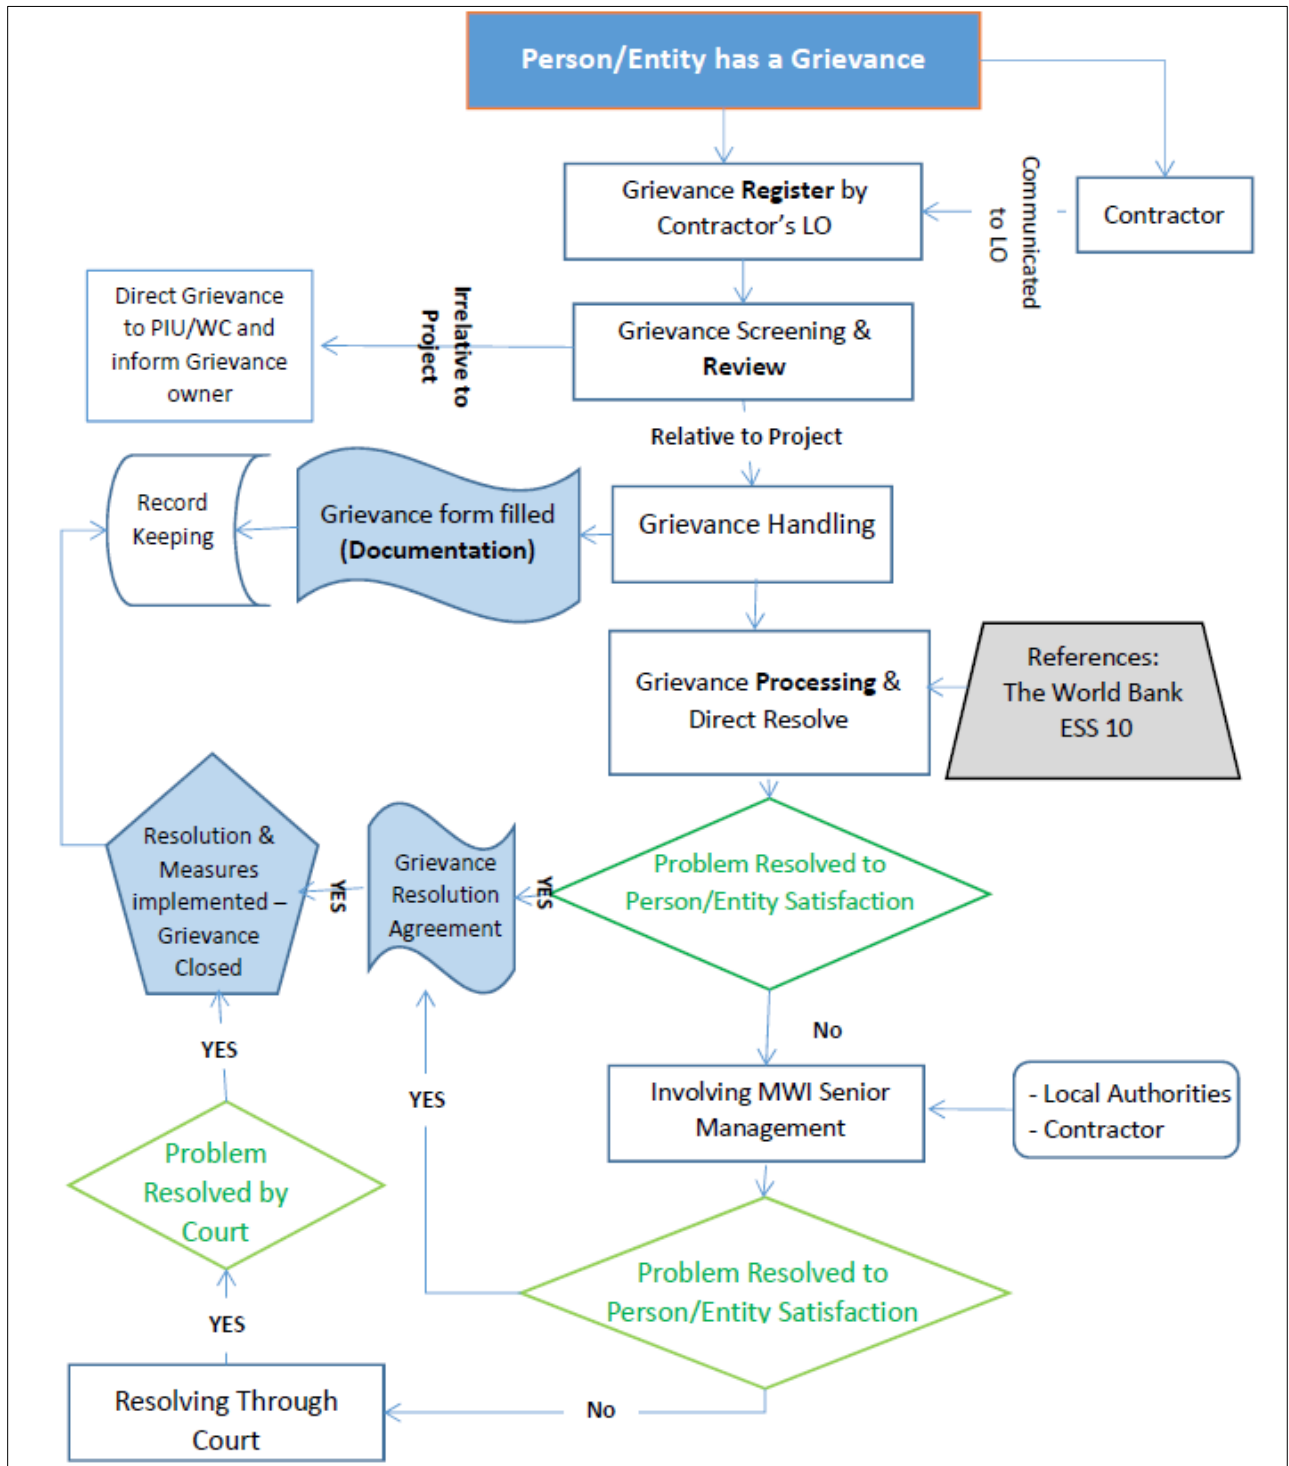 Person/Entity has a Grievance
Grievance Register by
Contractor's LO
Communicated
to LO
Contractor
Direct Grievance
to PIU/WC and
inform Grievance
owner
Irrelative to
Project
Grievance Screening &
Review
Relative to Project
Record
Keeping
Grievance form filled
(Documentation)
Grievance Handling
Grievance Processing &
Direct Resolve
References:
The World Bank
ESS 10
Resolution &
Measures
implemented –
Grievance
Closed
YES
Grievance
Resolution
Agreement
YES
Problem Resolved to
Person/Entity Satisfaction
No
YES
YES
Involving MWI Senior
Management
- Local Authorities
- Contractor
Problem
Resolved by
Court
Problem Resolved to
Person/Entity Satisfaction
YES
Resolving Through
Court
No